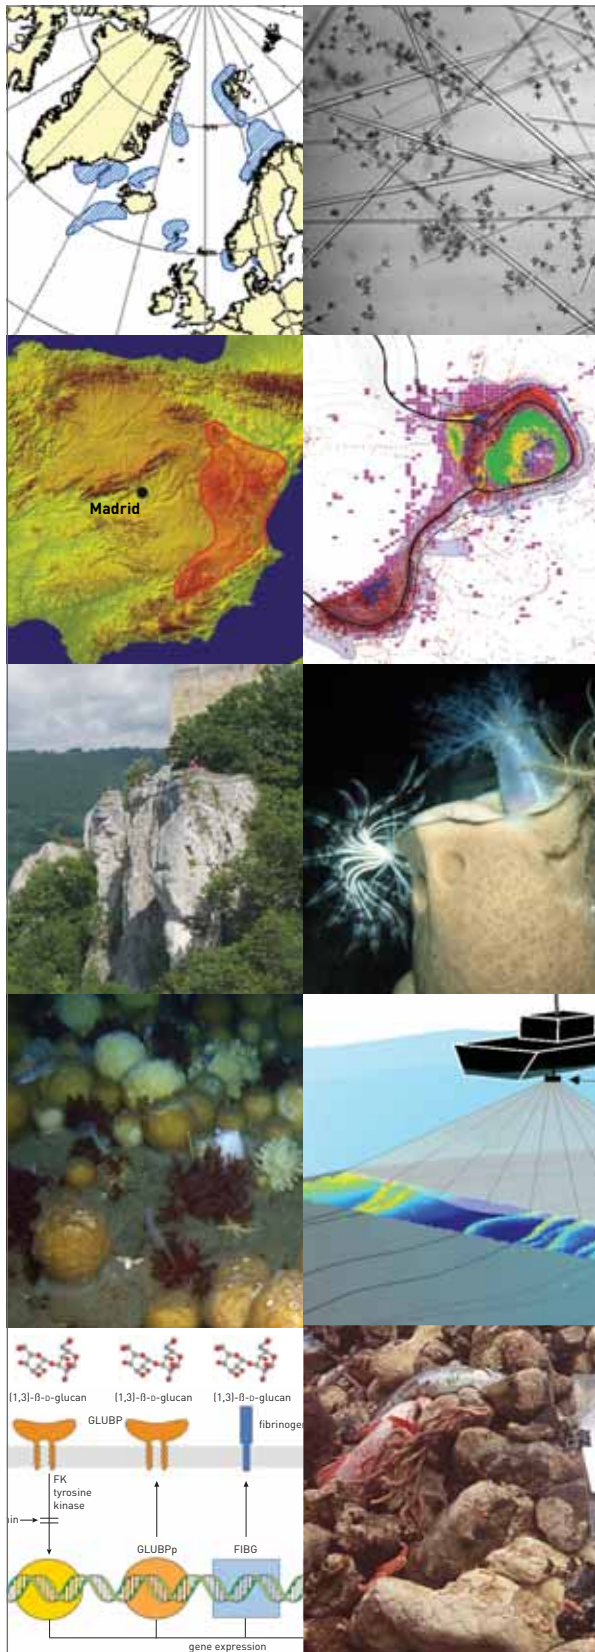 Madrid
(1,3)-ß-D-glucan
(1,3)-ß-D-glucan
(1,3)-ß-D-glucan
GLUBP
FK
tyrosine
kinase
GLUBPp
FIBG
gene expression